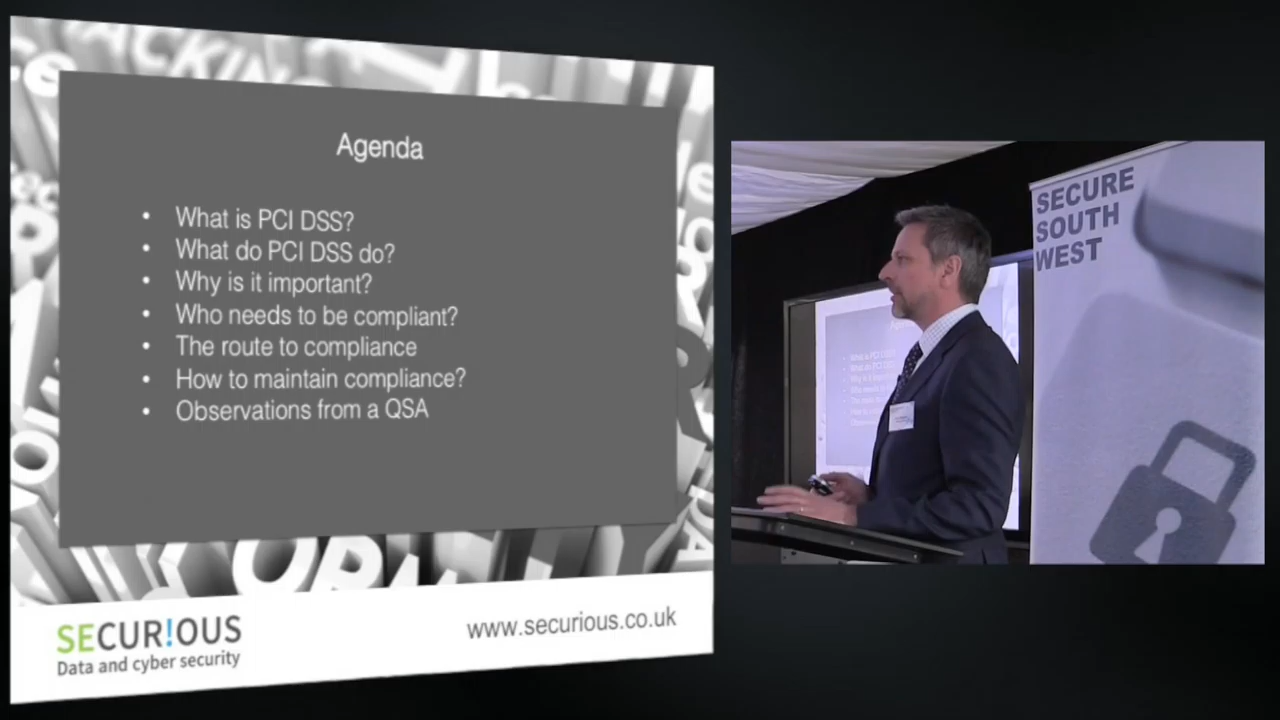 HACKING
Agenda
• What is PCI DSS?
• What do PCI DSS do?
• Why is it important?
• Who needs to be compliant?
• The route to compliance
• How to maintain compliance?
• Observations from a QSA
SECUR!OUS
Data and cyber security
www.securious.co.uk
SECURE
SOUTH
WEST